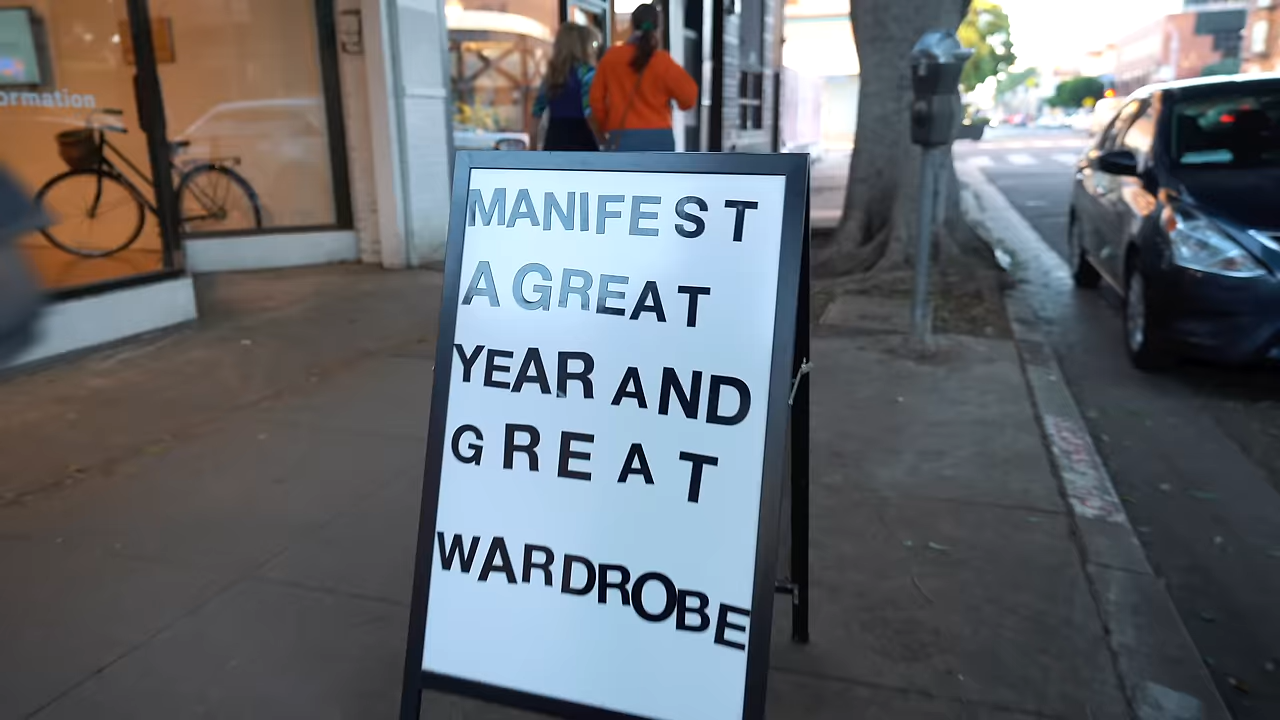 ormation
MANIFEST
A GREAT
YEAR AND
GREAT
WARDROBE